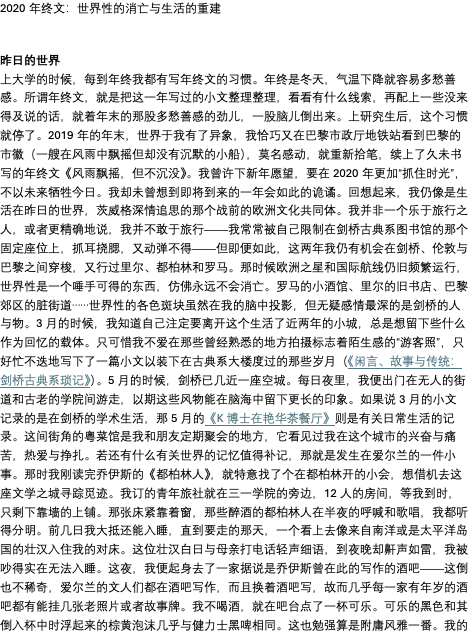 2020 年终文：世界性的消亡与生活的重建
昨日的世界
上大学的时候，每到年终我都有写年终文的习惯。年终是冬天，气温下降就容易多愁善
感。所谓年终文，就是把这一年写过的小文整理整理，看看有什么线索，再配上一些没来
得及说的话，就着年末的那股多愁善感的劲儿，一股脑儿倒出来。上研究生后，这个习惯
就停了。2019 年的年末，世界于我有了异象，我恰巧又在巴黎市政厅地铁站看到巴黎的
市徽（一艘在风雨中飘摇但却没有沉默的小船），莫名感动，就重新拾笔，续上了久未书
写的年终文《风雨飘摇，但不沉没》。我曾许下新年愿望，要在 2020 年更加“抓住时光”，
不以未来牺牲今日。我却未曾想到即将到来的一年会如此的诡谲。回想起来，我仍像是生
活在昨日的世界，茨威格深情追思的那个战前的欧洲文化共同体。我并非一个乐于旅行之
人，或者更精确地说，我并不敢于旅行——我常常被自己限制在剑桥古典系图书馆的那个
固定座位上，抓耳挠腮，又动弹不得——但即便如此，这两年我仍有机会在剑桥、伦敦与
巴黎之间穿梭，又行过里尔、都柏林和罗马。那时候欧洲之星和国际航线仍旧频繁运行，
世界性是一个唾手可得的东西，仿佛永远不会消亡。罗马的小酒馆、里尔的旧书店、巴黎
郊区的脏街道……世界性的各色斑块虽然在我的脑中投影，但无疑感情最深的是剑桥的人
与物。3 月的时候，我知道自己注定要离开这个生活了近两年的小城，总是想留下些什么
作为回忆的载体。只可惜我不爱在那些曾经熟悉的地方拍摄标志着陌生感的“游客照”，只
好忙不迭地写下了一篇小文以装下在古典系大楼度过的那些岁月（《闲言、故事与传统：
剑桥古典系琐记》）。5 月的时候，剑桥已几近一座空城。每日夜里，我便出门在无人的街
道和古老的学院间游走，以期这些风物能在脑海中留下更长的印象。如果说 3 月的小文
记录的是在剑桥的学术生活，那 5 月的《K 博士在艳华茶餐厅》则是有关日常生活的记
录。这间街角的粤菜馆是我和朋友定期聚会的地方，它看见过我在这个城市的兴奋与痛
苦，热爱与挣扎。若还有什么有关世界的记忆值得补记，那就是发生在爱尔兰的一件小
事。那时我刚读完乔伊斯的《都柏林人》，就特意找了个在都柏林开的小会，想借机去这
座文学之城寻踪觅迹。我订的青年旅社就在三一学院的旁边，12 人的房间，等我到时，
只剩下靠墙的上铺。那张床紧靠着窗，那些醉酒的都柏林人在半夜的呼喊和歌唱，我都听
得分明。前几日我大抵还能入睡，直到要走的那天，一个看上去像来自南洋或是太平洋岛
国的壮汉入住我的对床。这位壮汉白日与母亲打电话轻声细语，到夜晚却鼾声如雷，我被
吵得实在无法入睡。这夜，我便起身去了一家据说是乔伊斯曾在此的写作的酒吧——这倒
也不稀奇，爱尔兰的文人们都在酒吧写作，而且换着酒吧写，故而几乎每一家有年岁的酒
吧都有能挂几张老照片或者故事牌。我不喝酒，就在吧台点了一杯可乐。可乐的黑色和其
倒入杯中时浮起来的棕黄泡沫几乎与健力士黑啤相同。这也勉强算是附庸风雅一番。我的